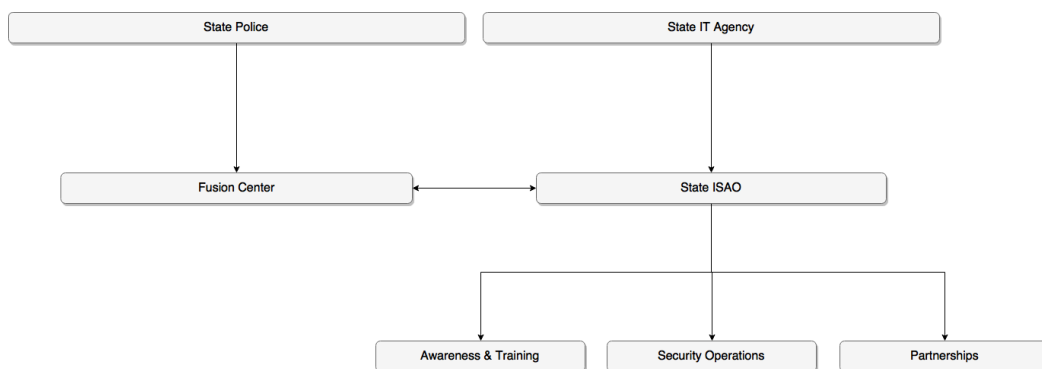 State Police
State IT Agency
Fusion Center
State ISAO
Awareness & Training
Security Operations
Partnerships